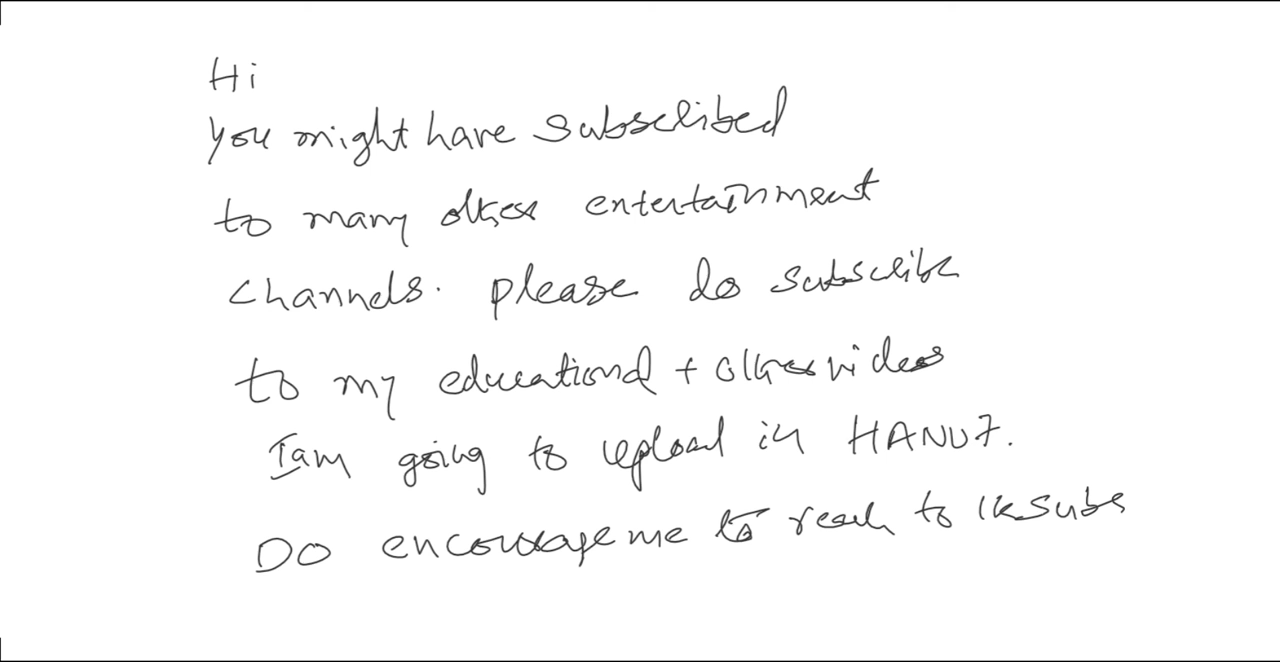 Hi
you might have subscribed
to many other entertainment
channels. please do subscribe
to my educational + other videos
I am going to upload in HANU7.
DO encourage me to reach to 1k subs